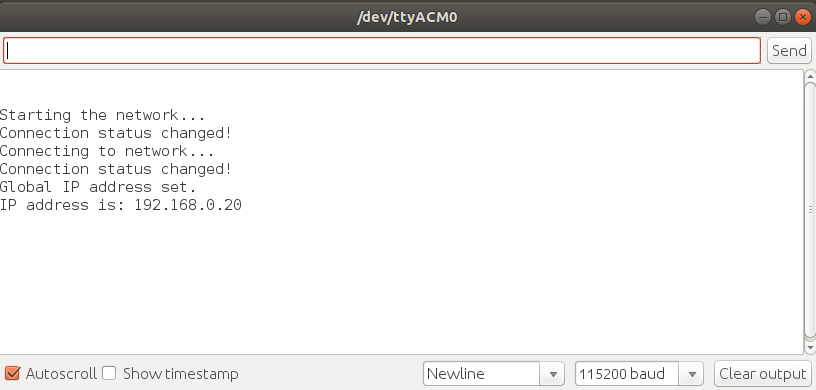 /dev/ttyACM0
Send
Starting the network...
Connection status changed!
Connecting to network...
Connection status changed!
Global IP address set.
IP address is: 192.168.0.20
Autoscroll Show timestamp Newline 115200 baud Clear output